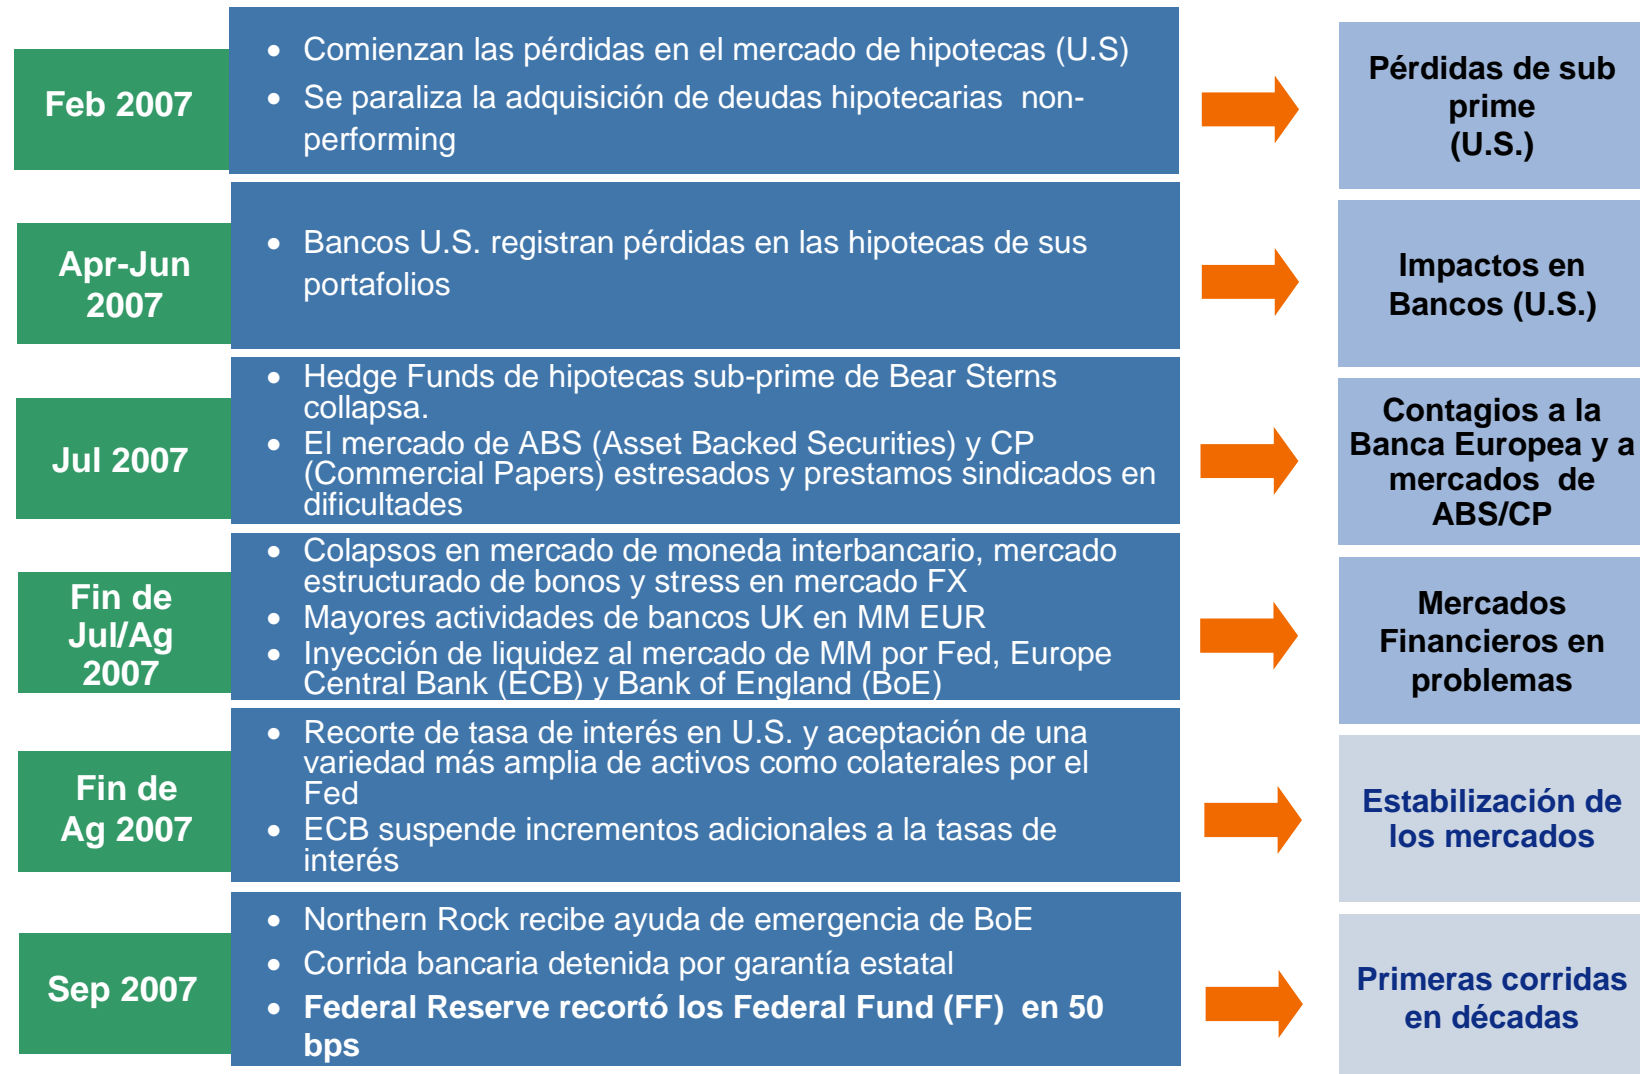 Feb 2007
• Comienzan las pérdidas en el mercado de hipotecas (U.S)
• Se paraliza la adquisición de deudas hipotecarias  non-
performing
Pérdidas de sub
prime
(U.S.)
Apr-Jun
2007
• Bancos U.S. registran pérdidas en las hipotecas de sus
portafolios
Impactos en
Bancos (U.S.)
Jul 2007
• Hedge Funds de hipotecas sub-prime de Bear Sterns
collapsa.
• El mercado de ABS (Asset Backed Securities) y CP
(Commercial Papers) estresados y prestamos sindicados en
dificultades
Contagios a la
Banca Europea y a
mercados  de
ABS/CP
Fin de
Jul/Ag
2007
• Colapsos en mercado de moneda interbancario, mercado
estructurado de bonos y stress en mercado FX
• Mayores actividades de bancos UK en MM EUR
• Inyección de liquidez al mercado de MM por Fed, Europe
Central Bank (ECB) y Bank of England (BoE)
Mercados
Financieros en
problemas
Fin de
Ag 2007
• Recorte de tasa de interés en U.S. y aceptación de una
variedad más amplia de activos como colaterales por el
Fed
• ECB suspende incrementos adicionales a la tasas de
interés
Estabilización de
los mercados
Sep 2007
• Northern Rock recibe ayuda de emergencia de BoE
• Corrida bancaria detenida por garantía estatal
• Federal Reserve recortó los Federal Fund (FF)  en 50
bps
Primeras corridas
en décadas